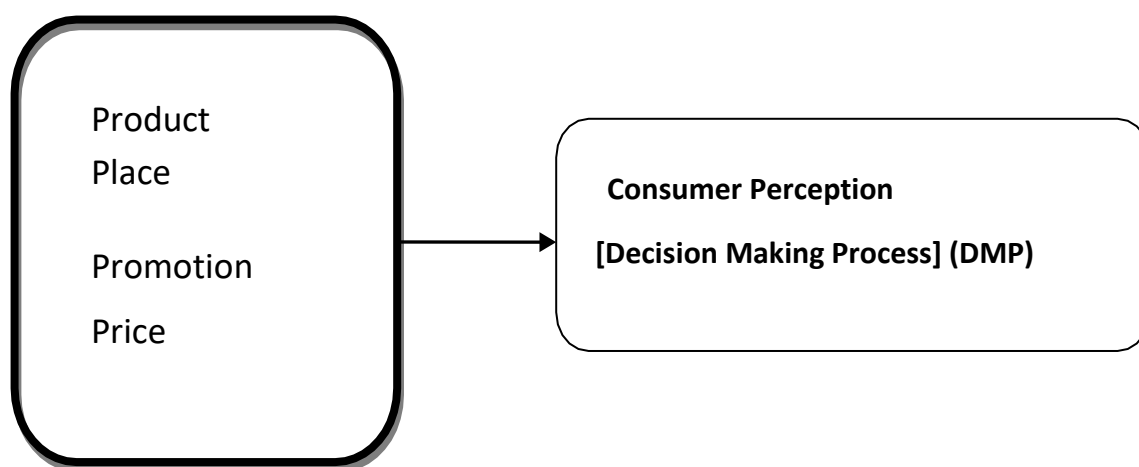 Product
Place
Promotion
Price
Consumer Perception
[Decision Making Process] (DMP)